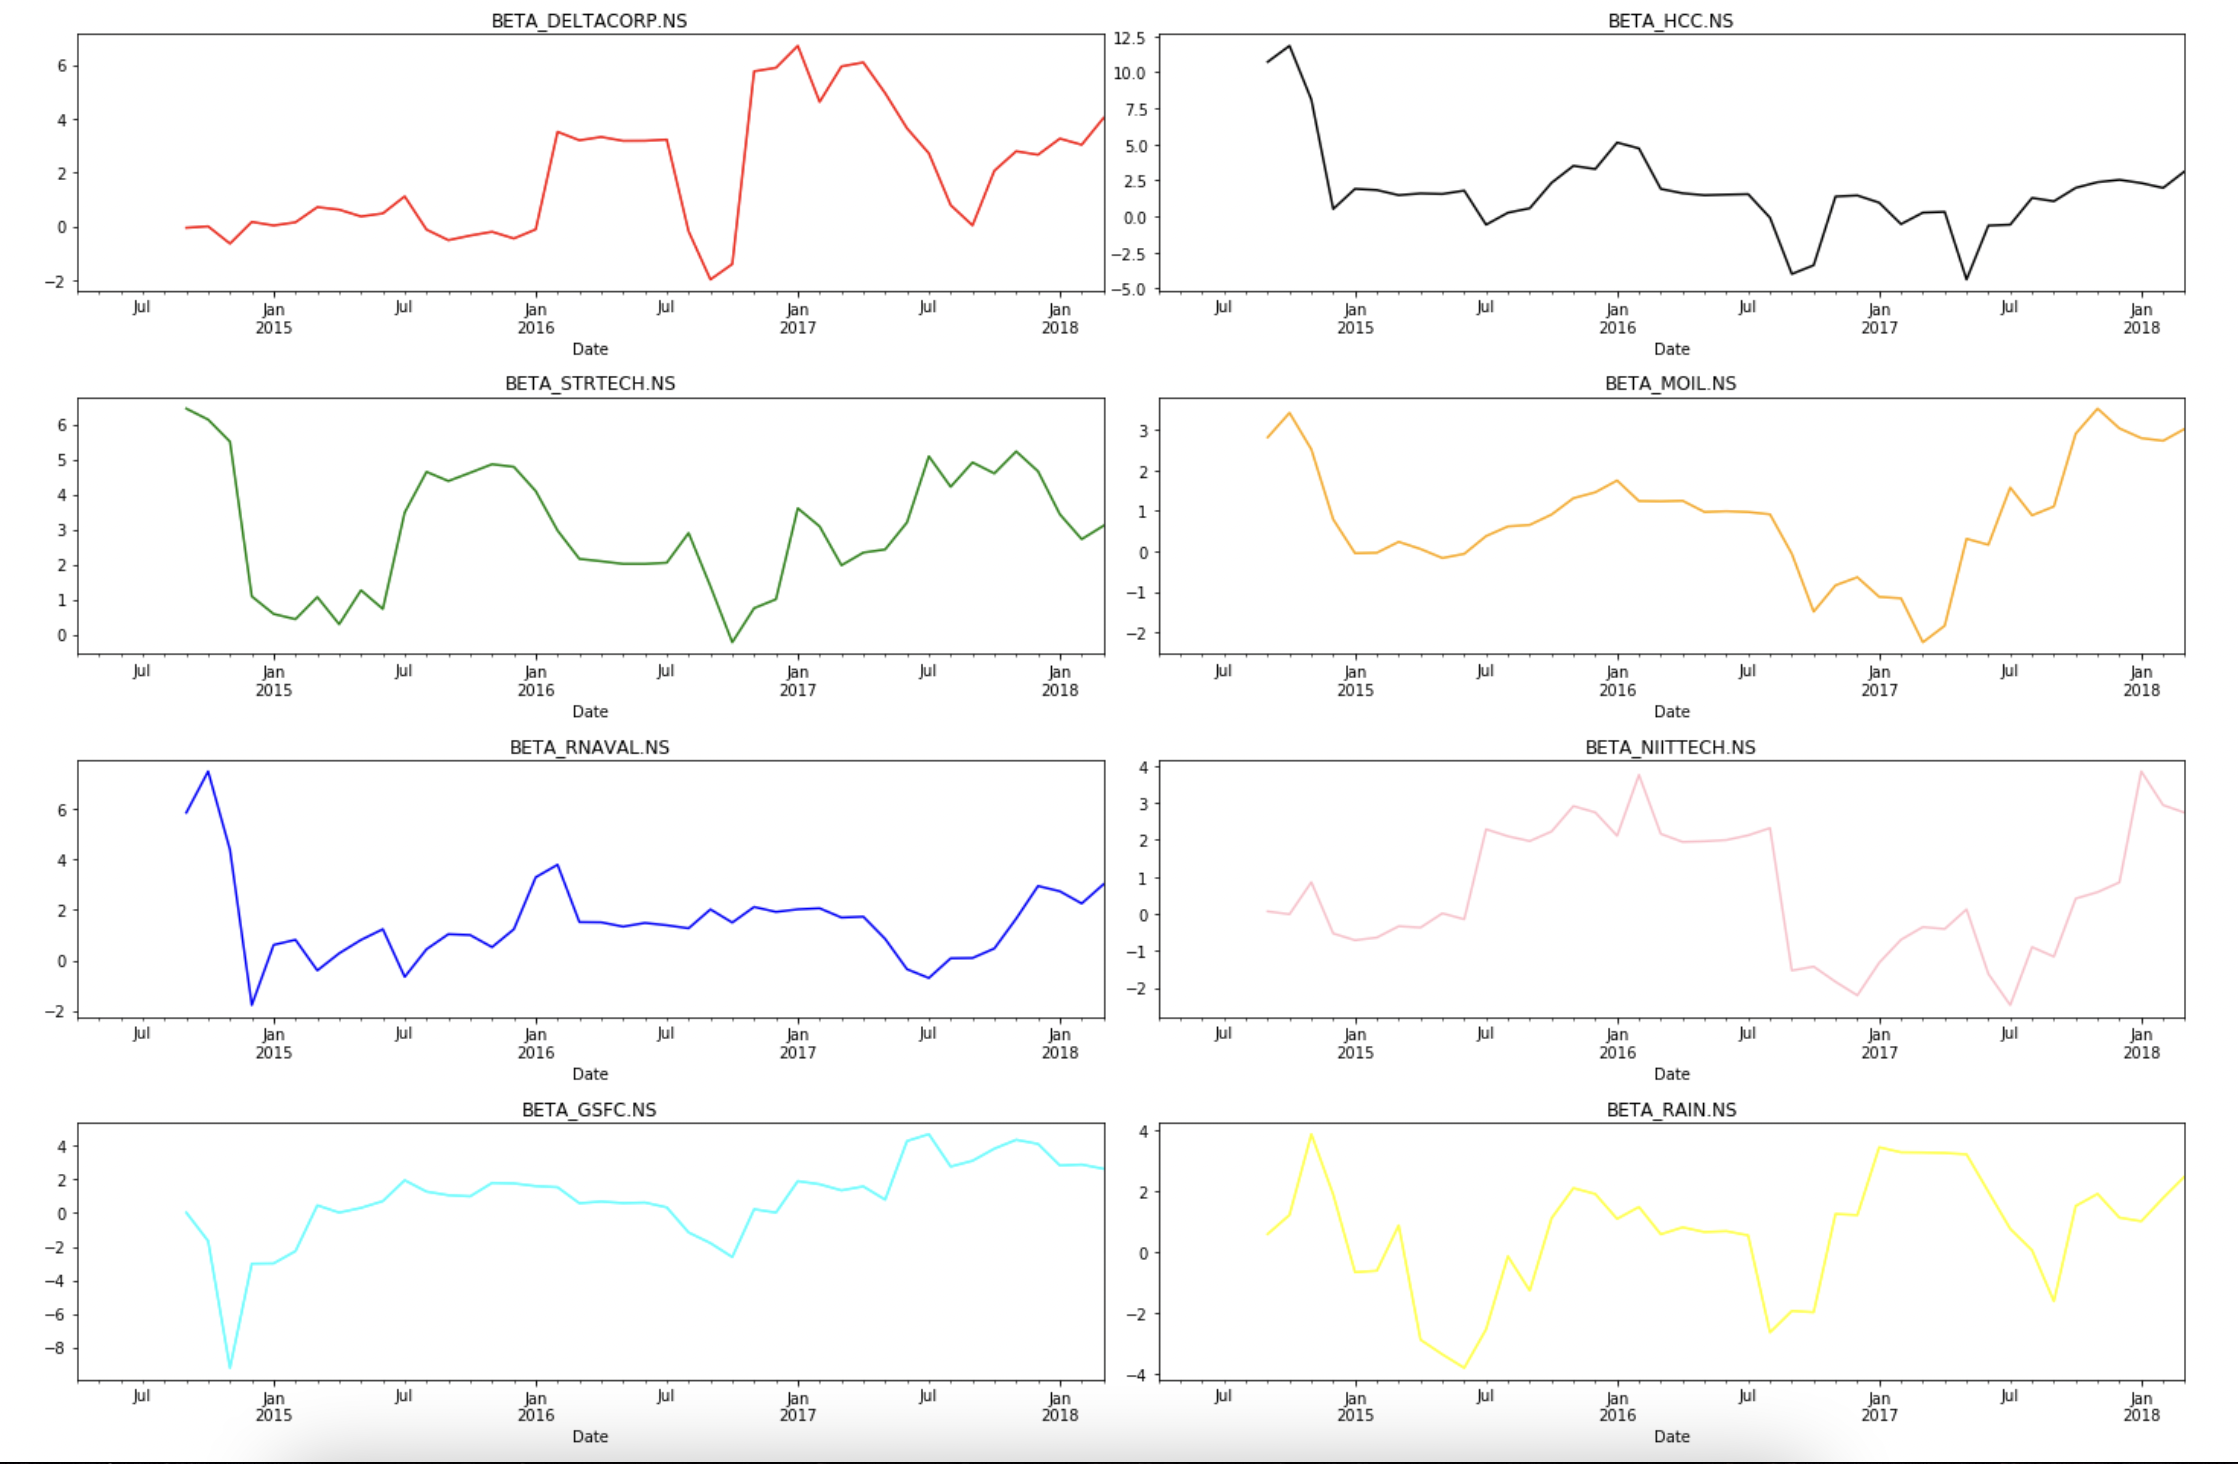 BETA_DELTACORP.NS
6
4
2
0
−2
Jul Jan Jul Jan Jul Jan Jul Jan
2015 2016 2017 2018
Date
BETA_HCC.NS
12.5
10.0
7.5
5.0
2.5
0.0
−2.5
−5.0
Jul Jan Jul Jan Jul Jan Jul Jan
2015 2016 2017 2018
Date
BETA_STRTECH.NS
6
5
4
3
2
1
0
Jul Jan Jul Jan Jul Jan Jul Jan
2015 2016 2017 2018
Date
BETA_MOIL.NS
3
2
1
0
−1
−2
Jul Jan Jul Jan Jul Jan Jul Jan
2015 2016 2017 2018
Date
BETA_RNAVAL.NS
6
4
2
0
−2
Jul Jan Jul Jan Jul Jan Jul Jan
2015 2016 2017 2018
Date
BETA_NIITTECH.NS
4
3
2
1
0
−1
−2
Jul Jan Jul Jan Jul Jan Jul Jan
2015 2016 2017 2018
Date
BETA_GSFC.NS
4
2
0
−2
−4
−6
−8
Jul Jan Jul Jan Jul Jan Jul Jan
2015 2016 2017 2018
Date
BETA_RAIN.NS
4
2
0
−2
−4
Jul Jan Jul Jan Jul Jan Jul Jan
2015 2016 2017 2018
Date